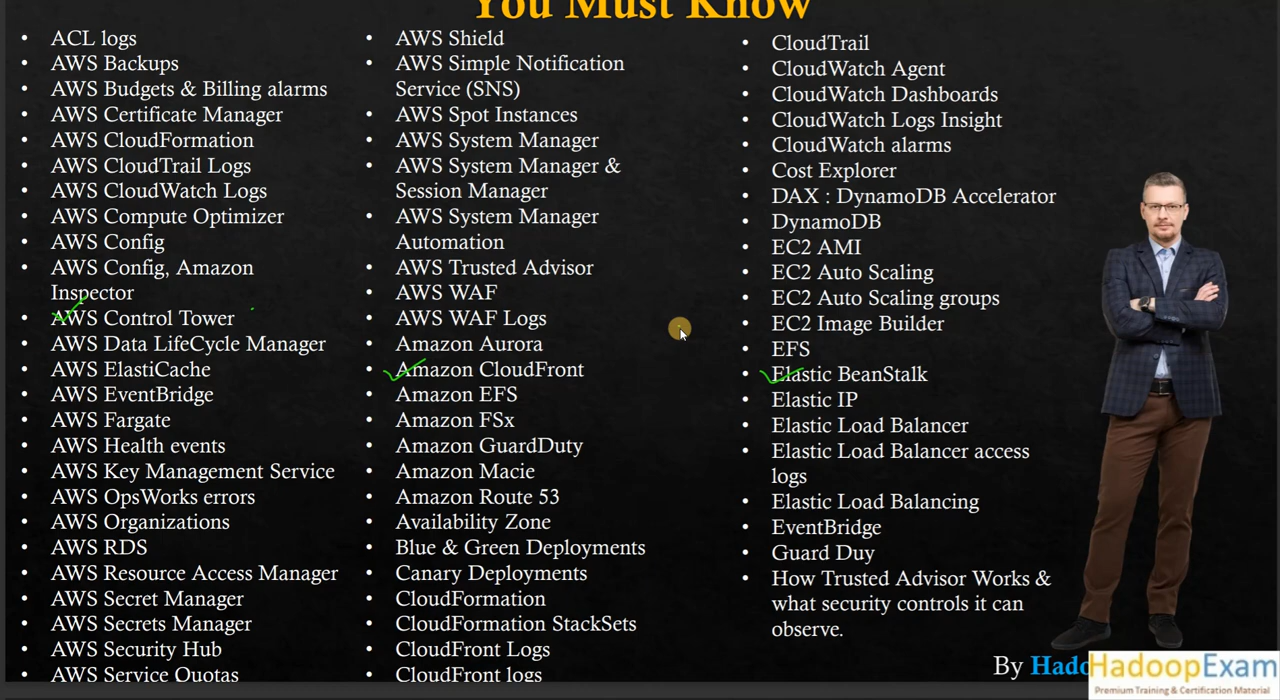 You Must Know
• ACL logs
• AWS Backups
• AWS Budgets & Billing alarms
• AWS Certificate Manager
• AWS CloudFormation
• AWS CloudTrail Logs
• AWS CloudWatch Logs
• AWS Compute Optimizer
• AWS Config
• AWS Config, Amazon
Inspector
• AWS Control Tower
• AWS Data LifeCycle Manager
• AWS ElastiCache
• AWS EventBridge
• AWS Fargate
• AWS Health events
• AWS Key Management Service
• AWS OpsWorks errors
• AWS Organizations
• AWS RDS
• AWS Resource Access Manager
• AWS Secret Manager
• AWS Secrets Manager
• AWS Security Hub
• AWS Service Quotas
• AWS Shield
• AWS Simple Notification
Service (SNS)
• AWS Spot Instances
• AWS System Manager
• AWS System Manager &
Session Manager
• AWS System Manager
Automation
• AWS Trusted Advisor
• AWS WAF
• AWS WAF Logs
• Amazon Aurora
• Amazon CloudFront
• Amazon EFS
• Amazon FSx
• Amazon GuardDuty
• Amazon Macie
• Amazon Route 53
• Availability Zone
• Blue & Green Deployments
• Canary Deployments
• CloudFormation
• CloudFormation StackSets
• CloudFront Logs
• CloudFront logs
• CloudTrail
• CloudWatch Agent
• CloudWatch Dashboards
• CloudWatch Logs Insight
• CloudWatch alarms
• Cost Explorer
• DAX : DynamoDB Accelerator
• DynamoDB
• EC2 AMI
• EC2 Auto Scaling
• EC2 Auto Scaling groups
• EC2 Image Builder
• EFS
• Elastic BeanStalk
• Elastic IP
• Elastic Load Balancer
• Elastic Load Balancer access
logs
• Elastic Load Balancing
• EventBridge
• Guard Duy
• How Trusted Advisor Works &
what security controls it can
observe.
By Hado
HadoopExam
Premium Training & Certification Material